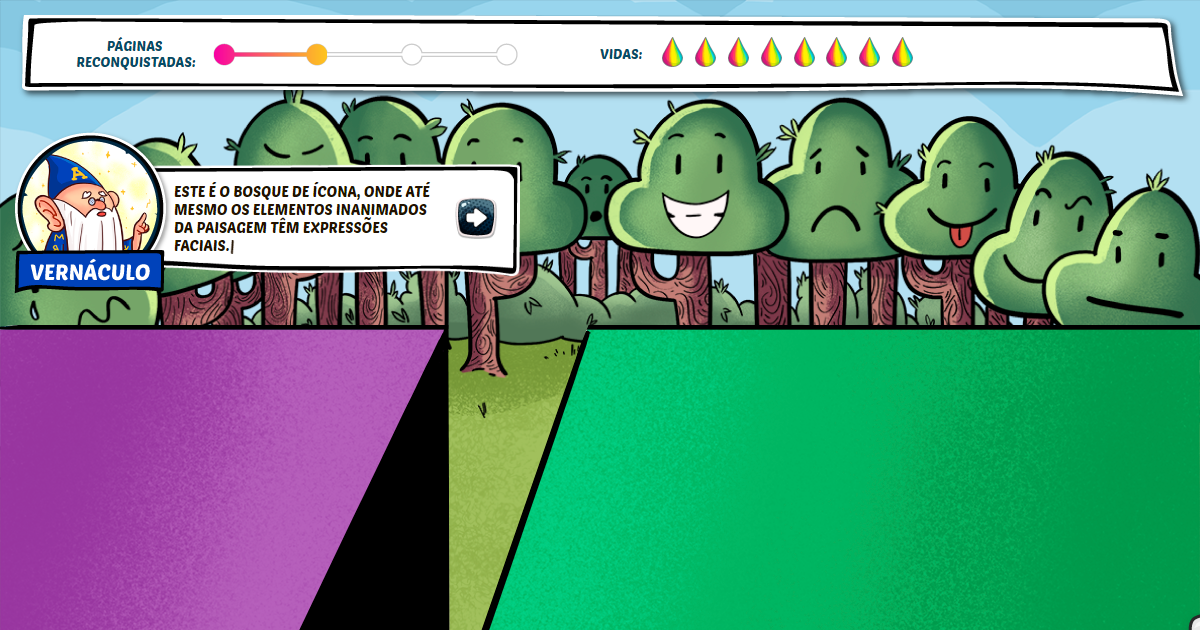 PÁGINAS
RECONQUISTADAS:
VIDAS:
ESTE É O BOSQUE DE ÍCONA, ONDE ATÉ
MESMO OS ELEMENTOS INANIMADOS
DA PAISAGEM TÊM EXPRESSÕES
FACIAIS.|
VERNÁCULO